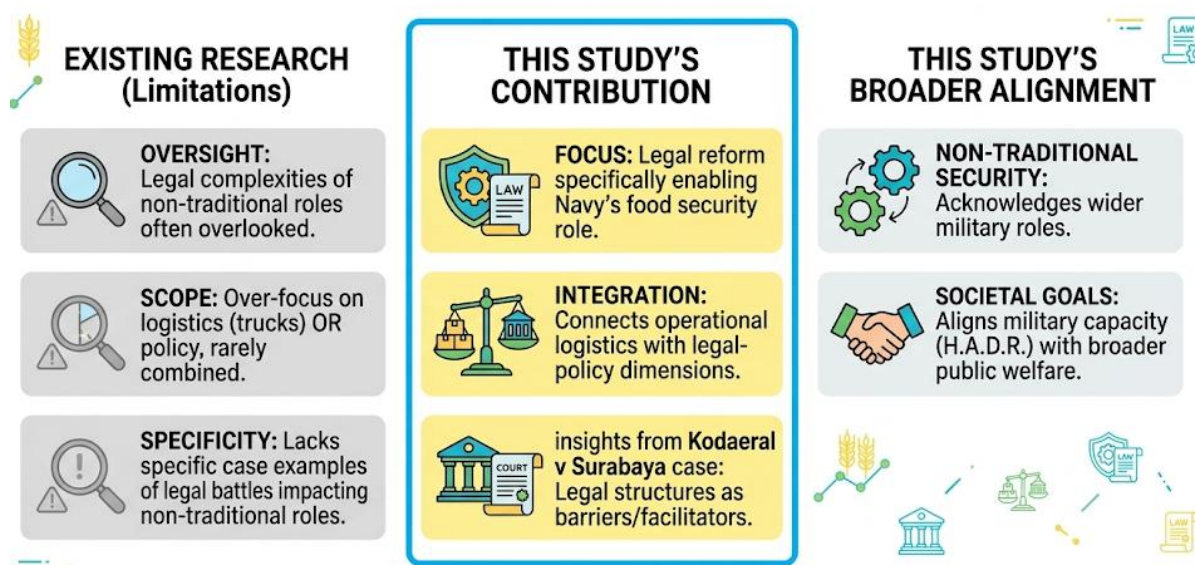 EXISTING RESEARCH
(Limitations)
OVERSIGHT:
Legal complexities of
non-traditional roles
often overlooked.
SCOPE: Over-focus on
logistics (trucks) OR
policy, rarely
combined.
SPECIFICITY: Lacks
specific case examples
of legal battles impacting
non-traditional roles.
THIS STUDY'S
CONTRIBUTION
FOCUS: Legal reform
specifically enabling
Navy's food security
role.
LAW
INTEGRATION:
Connects operational
logistics with legal-
policy dimensions.
insights from Kodaeral
v Surabaya case:
Legal structures as
barriers/facilitators.
COURT
THIS STUDY'S
BROADER ALIGNMENT
NON-TRADITIONAL
SECURITY:
Acknowledges wider
military roles.
SOCIETAL GOALS:
Aligns military capacity
(H.A.D.R.) with broader
public welfare.
LAW
LAW
LAW